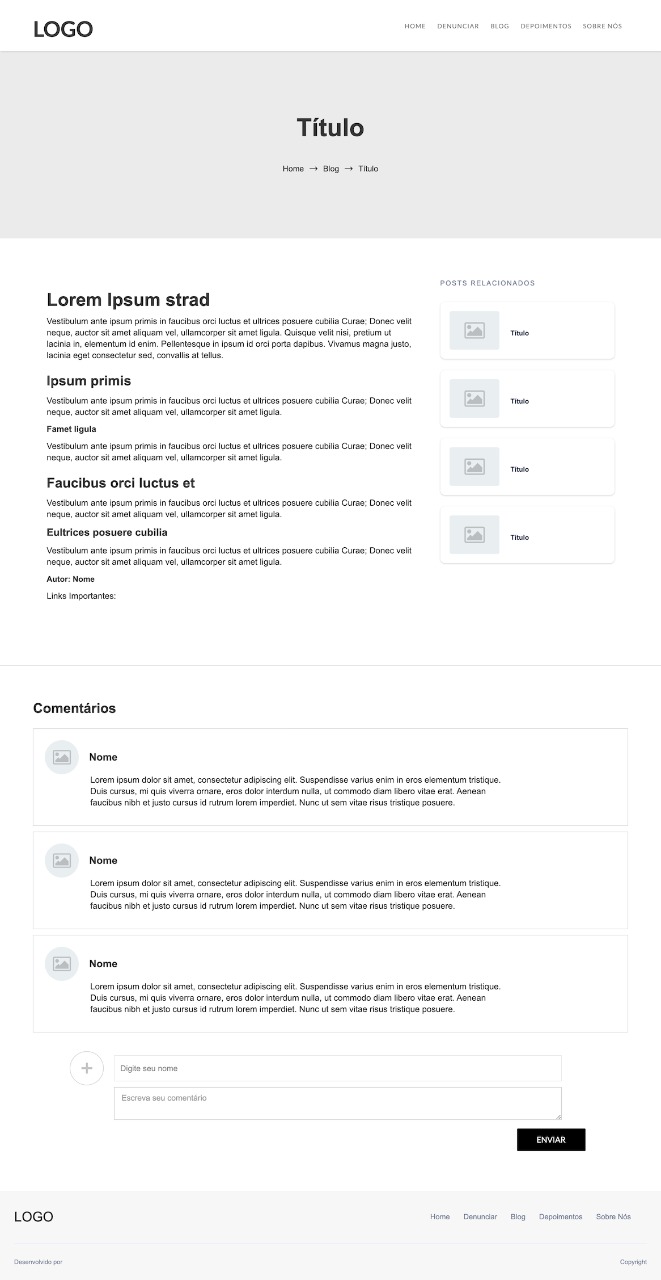 LOGO
HOME DENUNCIAR BLOG DEPOIMENTOS SOBRE NÓS
Título
Home → Blog → Título
Lorem Ipsum strad
Vestibulum ante ipsum primis in faucibus orci luctus et ultrices posuere cubilia Curae; Donec velit
neque, auctor sit amet aliquam vel, ullamcorper sit amet ligula. Quisque velit nisi, pretium ut
lacinia in, elementum id enim. Pellentesque in ipsum id orci porta dapibus. Vivamus magna justo,
lacinia eget consectetur sed, convallis at tellus.
Ipsum primis
Vestibulum ante ipsum primis in faucibus orci luctus et ultrices posuere cubilia Curae; Donec velit
neque, auctor sit amet aliquam vel, ullamcorper sit amet ligula.
Famet ligula
Vestibulum ante ipsum primis in faucibus orci luctus et ultrices posuere cubilia Curae; Donec velit
neque, auctor sit amet aliquam vel, ullamcorper sit amet ligula.
Faucibus orci luctus et
Vestibulum ante ipsum primis in faucibus orci luctus et ultrices posuere cubilia Curae; Donec velit
neque, auctor sit amet aliquam vel, ullamcorper sit amet ligula.
Eultrices posuere cubilia
Vestibulum ante ipsum primis in faucibus orci luctus et ultrices posuere cubilia Curae; Donec velit
neque, auctor sit amet aliquam vel, ullamcorper sit amet ligula.
Autor: Nome
Links Importantes:
POSTS RELACIONADOS
Título
Título
Título
Título
Comentários
Nome
Lorem ipsum dolor sit amet, consectetur adipiscing elit. Suspendisse varius enim in eros elementum tristique.
Duis cursus, mi quis viverra ornare, eros dolor interdum nulla, ut commodo diam libero vitae erat. Aenean
faucibus nibh et justo cursus id rutrum lorem imperdiet. Nunc ut sem vitae risus tristique posuere.
Nome
Lorem ipsum dolor sit amet, consectetur adipiscing elit. Suspendisse varius enim in eros elementum tristique.
Duis cursus, mi quis viverra ornare, eros dolor interdum nulla, ut commodo diam libero vitae erat. Aenean
faucibus nibh et justo cursus id rutrum lorem imperdiet. Nunc ut sem vitae risus tristique posuere.
Nome
Lorem ipsum dolor sit amet, consectetur adipiscing elit. Suspendisse varius enim in eros elementum tristique.
Duis cursus, mi quis viverra ornare, eros dolor interdum nulla, ut commodo diam libero vitae erat. Aenean
faucibus nibh et justo cursus id rutrum lorem imperdiet. Nunc ut sem vitae risus tristique posuere.
Digite seu nome
Escreva seu comentário
ENVIAR
LOGO
Home Denunciar Blog Depoimentos Sobre Nós
Desenvolvido por
Copyright